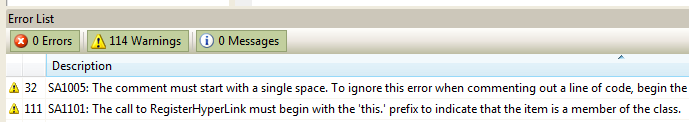 Error List
0 Errors 114 Warnings 0 Messages
Description
32 SA1005: The comment must start with a single space. To ignore this error when commenting out a line of code, begin the
111 SA1101: The call to RegisterHyperLink must begin with the 'this.' prefix to indicate that the item is a member of the class.